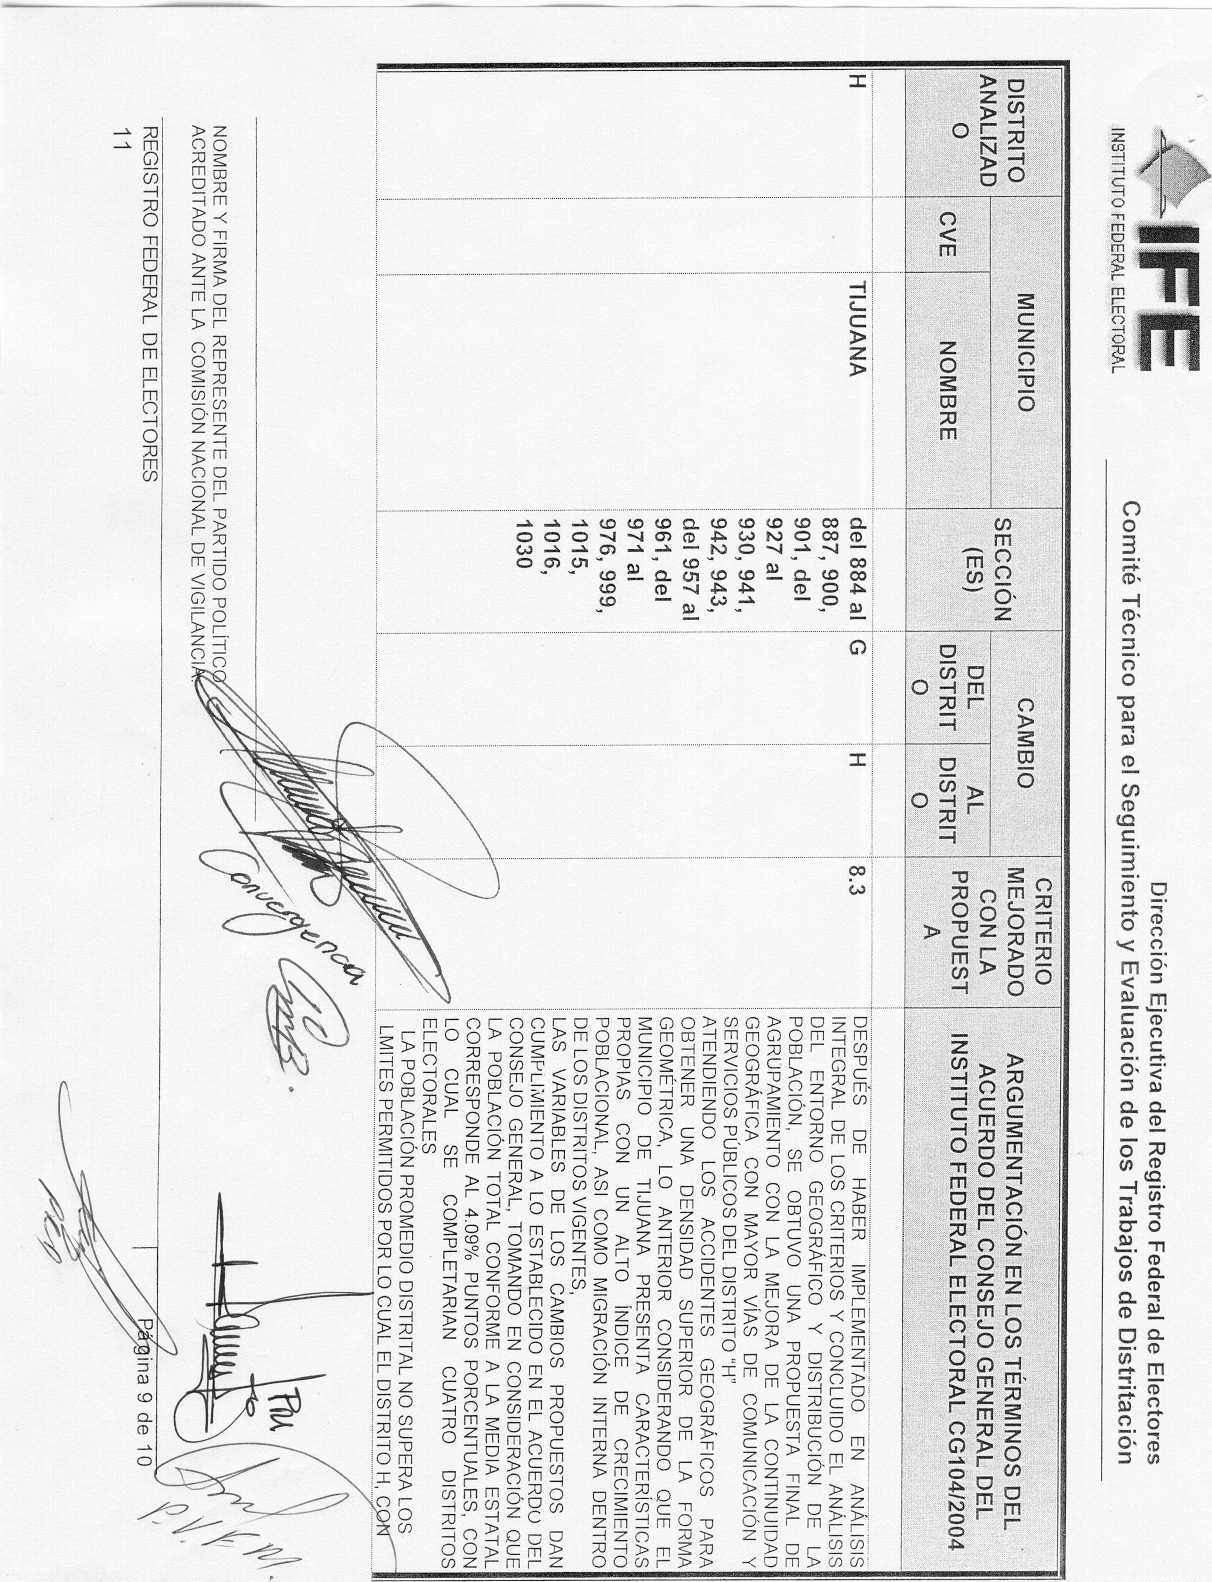 IFE
INSTITUTO FEDERAL ELECTORAL
Dirección Ejecutiva del Registro Federal de Electores
Comité Técnico para el Seguimiento y Evaluación de los Trabajos de Distritación
DISTRITO
ANALIZAD
O
MUNICIPIO
CVE
NOMBRE
SECCIÓN
(ES)
CAMBIO
DEL
DISTRIT
O
AL
DISTRIT
O
CRITERIO
MEJORADO
CON LA
PROPUEST
A
ARGUMENTACIÓN EN LOS TÉRMINOS DEL
ACUERDO DEL CONSEJO GENERAL DEL
INSTITUTO FEDERAL ELECTORAL CG104/2004
H
TIJUANA
del 884 al
887, 900,
901, del
927 al
930, 941,
942, 943,
del 957 al
961, del
971 al
976, 999,
1015,
1016,
1030
G
H
8.3
DESPUÉS DE HABER IMPLEMENTADO EN ANÁLISIS
INTEGRAL DE LOS CRITERIOS Y CONCLUIDO EL ANÁLISIS
DEL ENTORNO GEOGRÁFICO Y DISTRIBUCIÓN DE LA
POBLACIÓN, SE OBTUVO UNA PROPUESTA FINAL DE
AGRUPAMIENTO CON LA MEJORA DE LA CONTINUIDAD
GEOGRÁFICA CON MAYOR VÍAS DE COMUNICACIÓN Y
SERVICIOS PÚBLICOS DEL DISTRITO "H"
ATENDIENDO LOS ACCIDENTES GEOGRÁFICOS PARA
OBTENER UNA DENSIDAD SUPERIOR DE LA FORMA
GEOMÉTRICA, LO ANTERIOR CONSIDERANDO QUE EL
MUNICIPIO DE TIJUANA PRESENTA CARACTERÍSTICAS
PROPIAS CON UN ALTO ÍNDICE DE CRECIMIENTO
POBLACIONAL, ASI COMO MIGRACIÓN INTERNA DENTRO
DE LOS DISTRITOS VIGENTES,
LAS VARIABLES DE LOS CAMBIOS PROPUESTOS DAN
CUMPLIMIENTO A LO ESTABLECIDO EN EL ACUERDO DEL
CONSEJO GENERAL, TOMANDO EN CONSIDERACIÓN QUE
LA POBLACIÓN TOTAL CONFORME A LA MEDIA ESTATAL
CORRESPONDE AL 4.09% PUNTOS PORCENTUALES, CON
LO CUAL SE COMPLETARIAN CUATRO DISTRITOS
ELECTORALES
LA POBLACIÓN PROMEDIO DISTRITAL NO SUPERA LOS
LMITES PERMITIDOS POR LO CUAL EL DISTRITO H, CON
NOMBRE Y FIRMA DEL REPRESENTE DEL PARTIDO POLÍTICO
ACREDITADO ANTE LA COMISIÓN NACIONAL DE VIGILANCIA.
Convergencia
PRD
P.V.E.M.
REGISTRO FEDERAL DE ELECTORES
11
Página 9 de 10